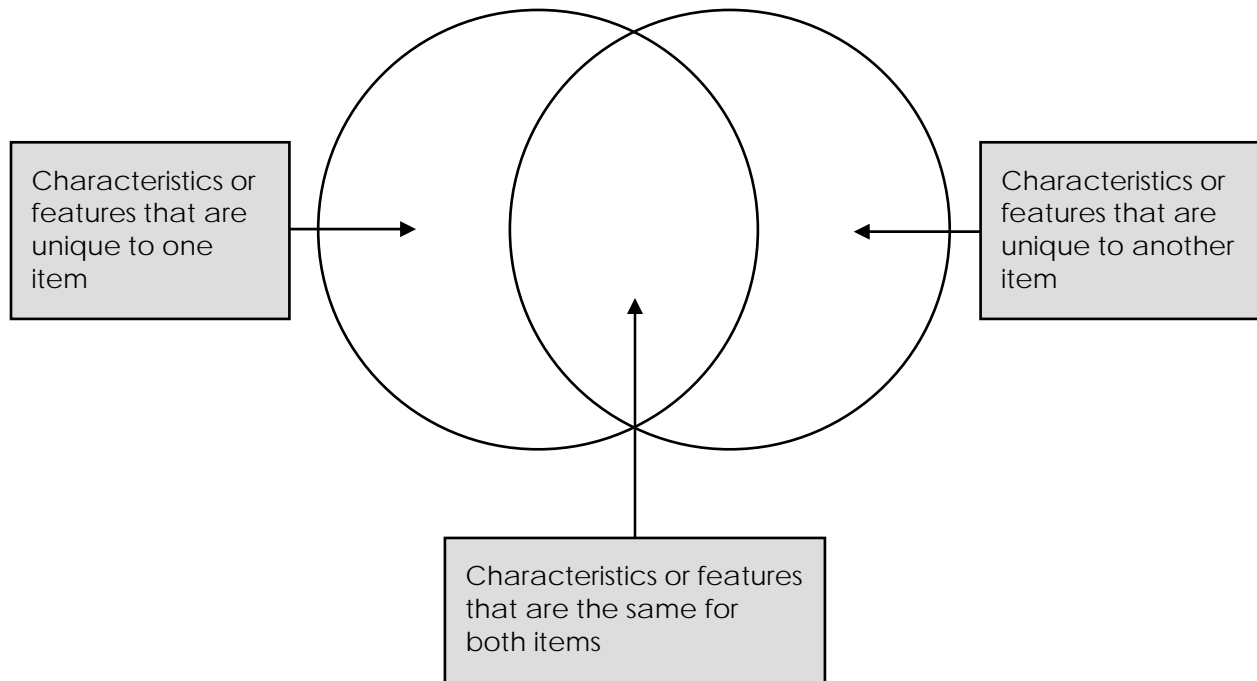 Characteristics or
features that are
unique to one
item
Characteristics or
features that are
unique to another
item
Characteristics or features
that are the same for
both items